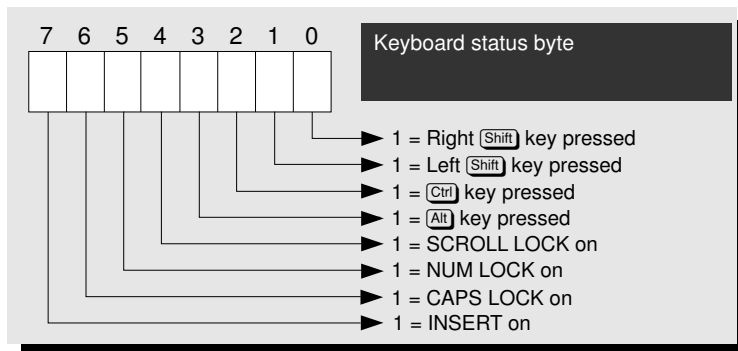 7 6 5 4 3 2 1 0
Keyboard status byte
1 = Right Shift key pressed
1 = Left Shift key pressed
1 = Ctrl key pressed
1 = Alt key pressed
1 = SCROLL LOCK on
1 = NUM LOCK on
1 = CAPS LOCK on
1 = INSERT on